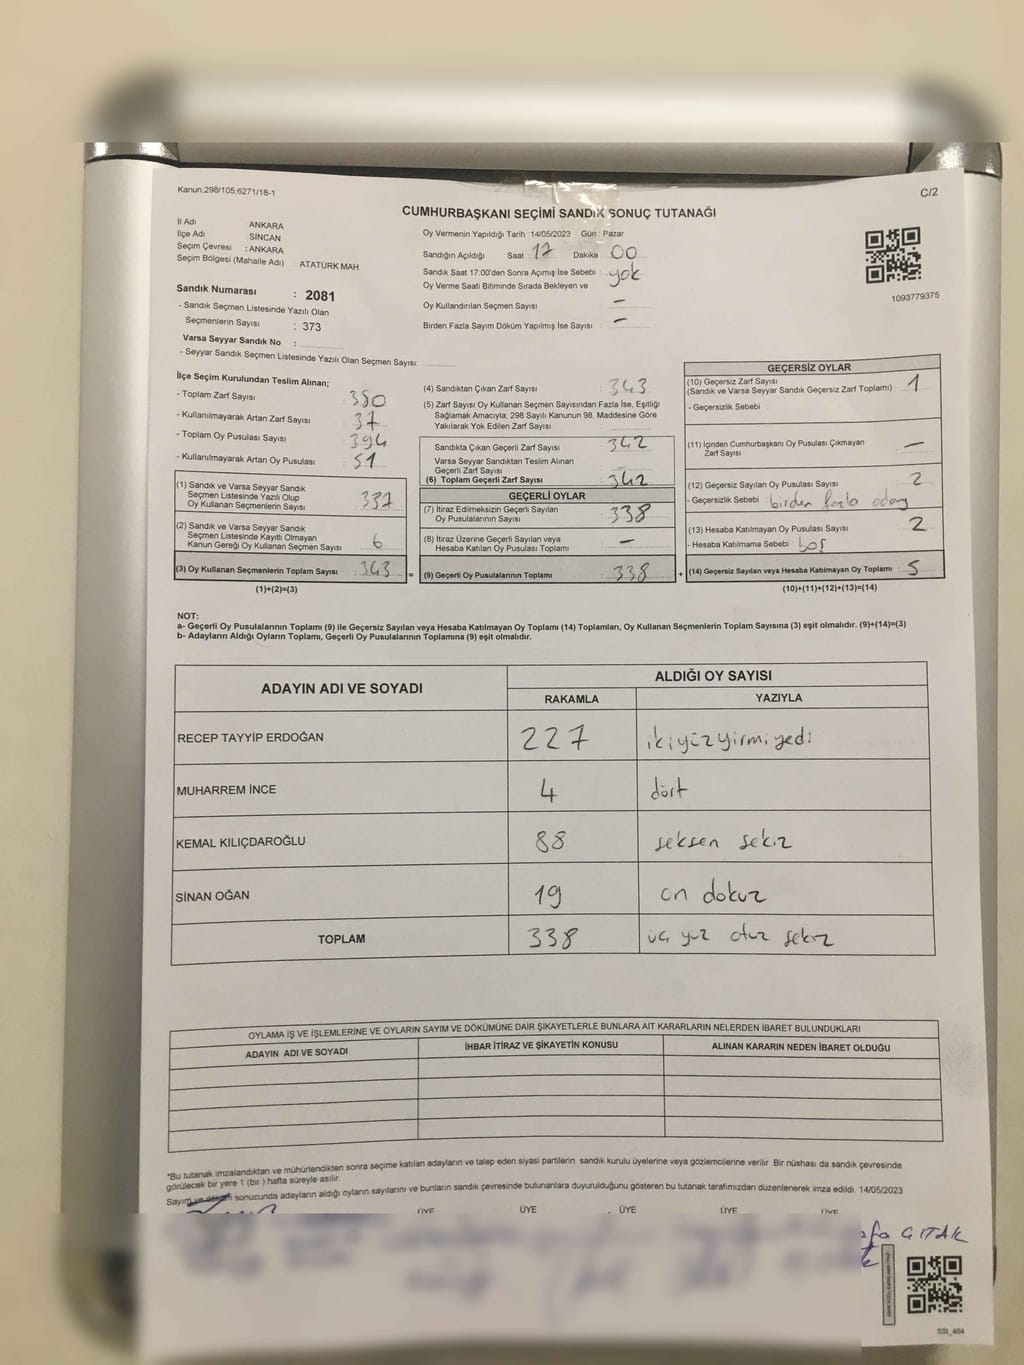 Kanun:298/105,6271/18-1
C/2
CUMHURBAŞKANI SEÇİMİ SANDIK SONUÇ TUTANAĞI
İl Adı ANKARA
İlçe Adı : SİNCAN
Seçim Çevresi : ANKARA
Seçim Bölgesi (Mahalle Adı) : ATATÜRK MAH.
Sandık Numarası : 2081
- Sandık Seçmen Listesinde Yazılı Olan
Seçmenlerin Sayısı : 373
Varsa Seyyar Sandık No :
- Seyyar Sandık Seçmen Listesinde Yazılı Olan Seçmen Sayısı:
Oy Vermenin Yapıldığı Tarih : 14/05/2023 Gün : Pazar
Sandığın Açıldığı Saat : 17 Dakika 00
Sandık Saat 17:00'den Sonra Açımış İse Sebebi : yok
Oy Verme Saati Bitiminde Sırada Bekleyen ve
Oy Kullandırılan Seçmen Sayısı : –
Birden Fazla Sayım Döküm Yapılmış İse Sayısı : –
1093779375
İlçe Seçim Kurulundan Teslim Alınan;
- Toplam Zarf Sayısı : 380
- Kullanılmayarak Artan Zarf Sayısı : 37
- Toplam Oy Pusulası Sayısı : 394
- Kullanılmayarak Artan Oy Pusulası : 51
(1) Sandık ve Varsa Seyyar Sandık
Seçmen Listesinde Yazılı Olup
Oy Kullanan Seçmenlerin Sayısı : 337
(2) Sandık ve Varsa Seyyar Sandık
Seçmen Listesinde Kayıtlı Olmayan
Kanun Gereği Oy Kullanan Seçmen Sayısı : 6
(3) Oy Kullanan Seçmenlerin Toplam Sayısı : 343 =
(1)+(2)=(3)
(4) Sandıktan Çıkan Zarf Sayısı : 343
(5) Zarf Sayısı Oy Kullanan Seçmen Sayısından Fazla İse, Eşitliği
Sağlamak Amacıyla; 298 Sayılı Kanunun 98. Maddesine Göre
Yakılarak Yok Edilen Zarf Sayısı :
Sandıkta Çıkan Geçerli Zarf Sayısı : 342
Varsa Seyyar Sandıktan Teslim Alınan
Geçerli Zarf Sayısı :
(6) Toplam Geçerli Zarf Sayısı : 342
GEÇERLİ OYLAR
(7) İtiraz Edilmeksizin Geçerli Sayılan
Oy Pusulalarının Sayısı : 338
(8) İtiraz Üzerine Geçerli Sayılan veya
Hesaba Katılan Oy Pusulası Toplamı : –
(9) Geçerli Oy Pusulalarının Toplamı : 338 +
GEÇERSİZ OYLAR
(10) Geçersiz Zarf Sayısı : 1
(Sandık ve Varsa Seyyar Sandık Geçersiz Zarf Toplamı)
- Geçersizlik Sebebi :
(11) İçinden Cumhurbaşkanı Oy Pusulası Çıkmayan
Zarf Sayısı : –
(12) Geçersiz Sayılan Oy Pusulası Sayısı : 2
- Geçersizlik Sebebi : birden fazla aday
(13) Hesaba Katılmayan Oy Pusulası Sayısı : 2
- Hesaba Katılmama Sebebi : boş
(14) Geçersiz Sayılan veya Hesaba Katılmayan Oy Toplamı : 5
(10)+(11)+(12)+(13)=(14)
NOT:
a- Geçerli Oy Pusulalarının Toplamı (9) ile Geçersiz Sayılan veya Hesaba Katılmayan Oy Toplamı (14) Toplamları, Oy Kullanan Seçmenlerin Toplam Sayısına (3) eşit olmalıdır. (9)+(14)=(3)
b- Adayların Aldığı Oyların Toplamı, Geçerli Oy Pusulalarının Toplamına (9) eşit olmalıdır.
ADAYIN ADI VE SOYADI
ALDIĞI OY SAYISI
RAKAMLA YAZIYLA
RECEP TAYYİP ERDOĞAN 227 ikiyüzyirmiyedi
MUHARREM İNCE 4 dört
KEMAL KILIÇDAROĞLU 88 seksen sekiz
SİNAN OĞAN 19 on dokuz
TOPLAM 338 üç yüz otuz sekiz
OYLAMA İŞ VE İŞLEMLERİNE VE OYLARIN SAYIM VE DÖKÜMÜNE DAİR ŞİKAYETLERLE BUNLARA AİT KARARLARIN NELERDEN İBARET BULUNDUKLARI
ADAYIN ADI VE SOYADI İHBAR İTİRAZ VE ŞİKAYETİN KONUSU ALINAN KARARIN NEDEN İBARET OLDUĞU
*Bu tutanak imzalandıktan ve mühürlendikten sonra seçime katılan adayların ve talep eden siyasi partilerin sandık kurulu üyelerine veya gözlemcilerine verilir. Bir nüshası da sandık çevresinde
görülecek bir yere 1 (bir ) hafta süreyle asılır.
Sayım ve döküm sonucunda adayların aldığı oyların sayılarını ve bunların sandık çevresinde bulunanlara duyurulduğunu gösteren bu tutanak tarafımızdan düzenlenerek imza edildi. 14/05/2023
ÜYE ÜYE ÜYE ÜYE ÜYE